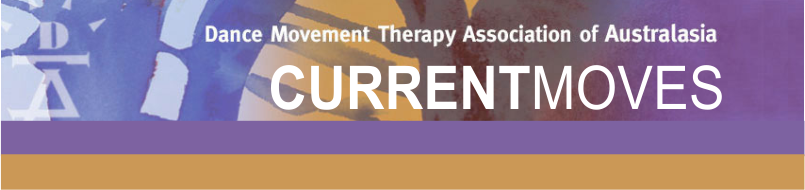 Dance Movement Therapy Association of Australasia
CURRENTMOVES
D
A